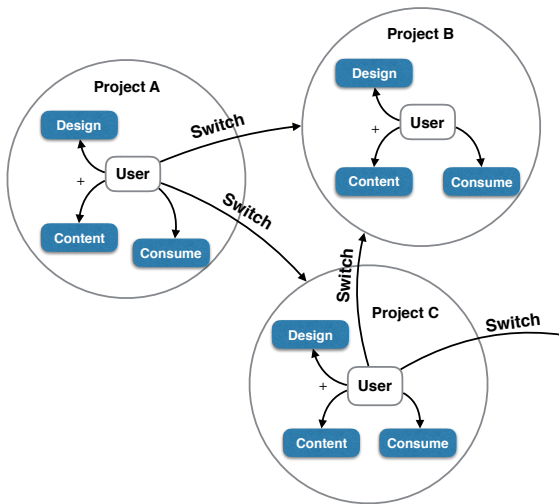 Project A
Design
+
User
Content
Consume
Switch
Switch
Project B
Design
+
User
Content
Consume
Switch
Project C
Design
+
User
Content
Consume
Switch